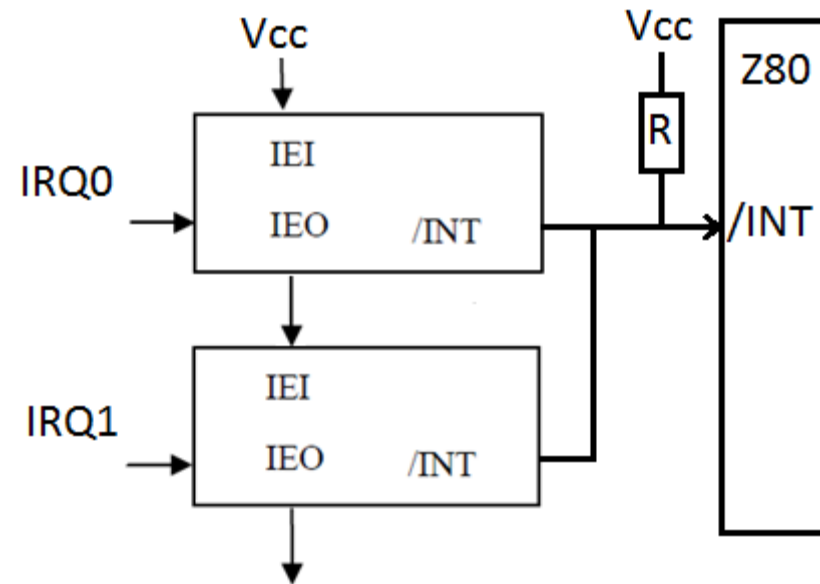 Vcc
Vcc
Z80
IEI
R
IRQ0
IEO
/INT
/INT
IEI
IRQ1
IEO
/INT